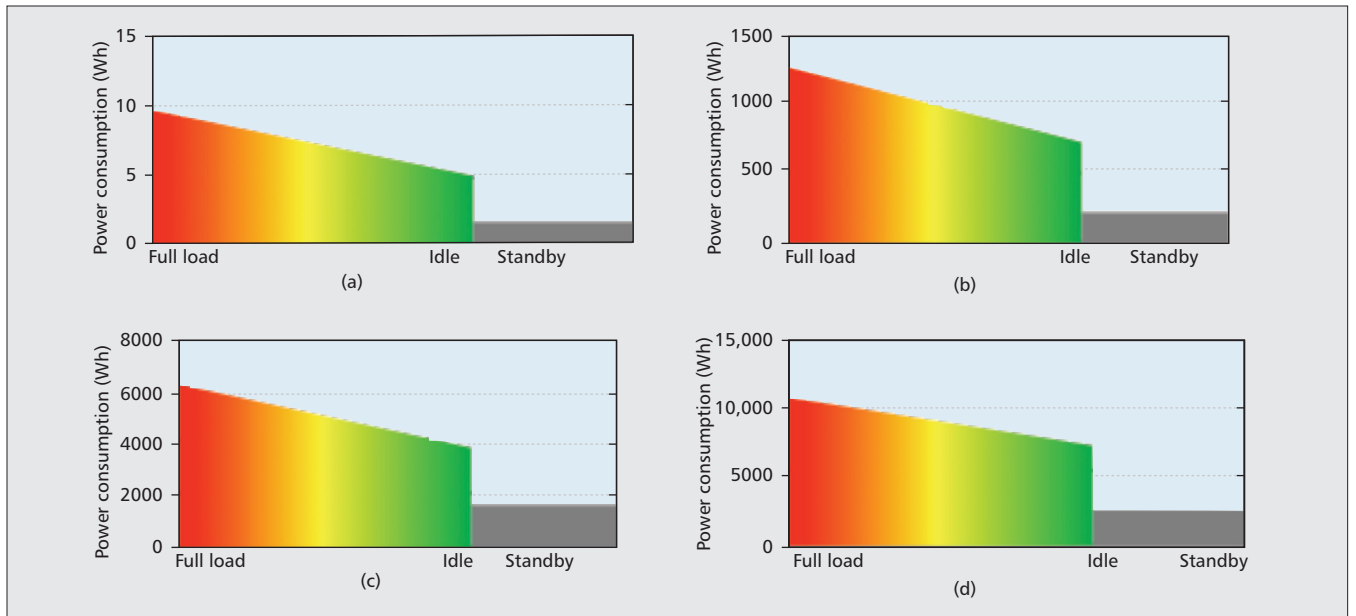 Power consumption (Wh)
15
10
5
0
Full load Idle Standby
(a)
Power consumption (Wh)
1500
1000
500
0
Full load Idle Standby
(b)
Power consumption (Wh)
8000
6000
4000
2000
0
Full load Idle Standby
(c)
Power consumption (Wh)
15,000
10,000
5000
0
Full load Idle Standby
(d)